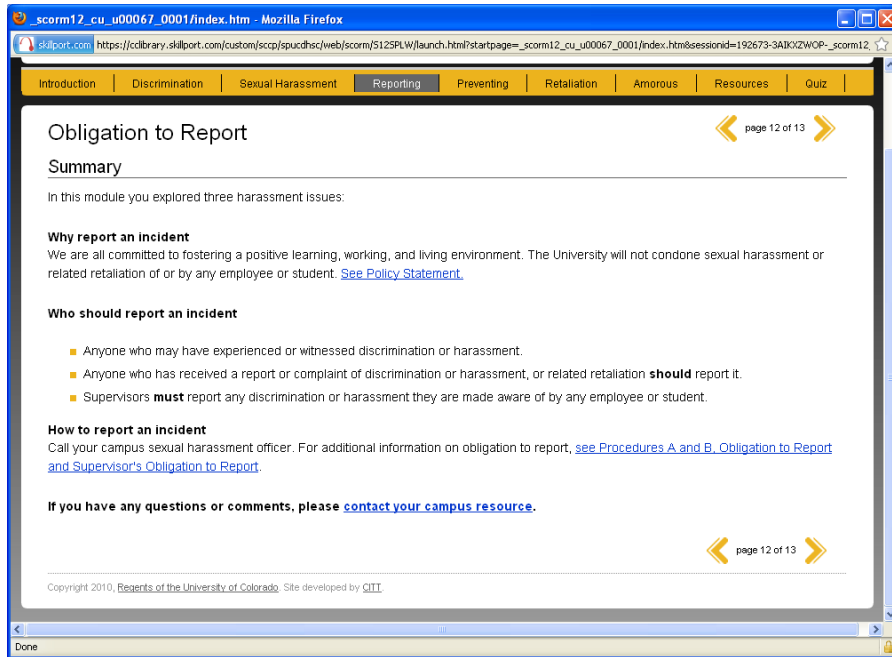 _scorm12_cu_u00067_0001/index.htm - Mozilla Firefox
skillport.com https://cclibrary.skillport.com/custom/sccp/spucdhsc/web/scorm/S12SPLW/launch.html?startpage=_scorm12_cu_u00067_0001/index.htm&sessionid=192673-3AIKXZWOP-_scorm12_
Introduction Discrimination Sexual Harassment Reporting Preventing Retaliation Amorous Resources Quiz
Obligation to Report
page 12 of 13
Summary
In this module you explored three harassment issues:
Why report an incident
We are all committed to fostering a positive learning, working, and living environment. The University will not condone sexual harassment or
related retaliation of or by any employee or student. See Policy Statement.
Who should report an incident
Anyone who may have experienced or witnessed discrimination or harassment.
Anyone who has received a report or complaint of discrimination or harassment, or related retaliation should report it.
Supervisors must report any discrimination or harassment they are made aware of by any employee or student.
How to report an incident
Call your campus sexual harassment officer. For additional information on obligation to report, see Procedures A and B, Obligation to Report
and Supervisor's Obligation to Report.
If you have any questions or comments, please contact your campus resource.
page 12 of 13
Copyright 2010, Regents of the University of Colorado. Site developed by CITT.
Done